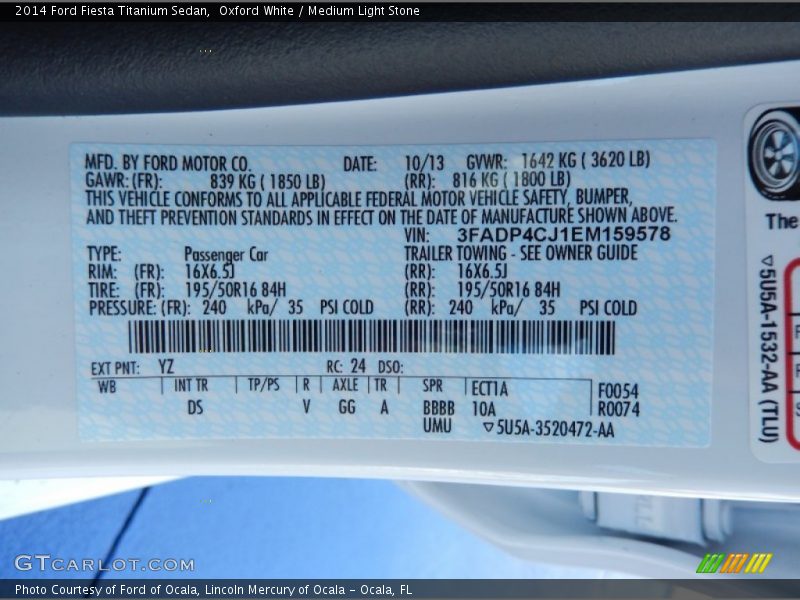 2014 Ford Fiesta Titanium Sedan,  Oxford White / Medium Light Stone
MFD. BY FORD MOTOR CO. DATE: 10/13 GVWR: 1642 KG ( 3620 LB)
GAWR: (FR): 839 KG ( 1850 LB) (RR): 816 KG ( 1800 LB)
THIS VEHICLE CONFORMS TO ALL APPLICABLE FEDERAL MOTOR VEHICLE SAFETY, BUMPER,
AND THEFT PREVENTION STANDARDS IN EFFECT ON THE DATE OF MANUFACTURE SHOWN ABOVE.
VIN: 3FADP4CJ1EM159578
TYPE: Passenger Car TRAILER TOWING - SEE OWNER GUIDE
RIM: (FR): 16X6.5J (RR): 16X6.5J
TIRE: (FR): 195/50R16 84H (RR): 195/50R16 84H
PRESSURE: (FR): 240 kPa/ 35 PSI COLD (RR): 240 kPa/ 35 PSI COLD
EXT PNT: YZ RC: 24 DSO:
WB INT TR TP/PS R AXLE TR SPR ECT1A F0054
DS V GG A BBBB 10A R0074
UMU ▽5U5A-3520472-AA
The
▽5U5A-1532-AA (TLU)
GTCARLOT.COM
Photo Courtesy of Ford of Ocala, Lincoln Mercury of Ocala – Ocala, FL